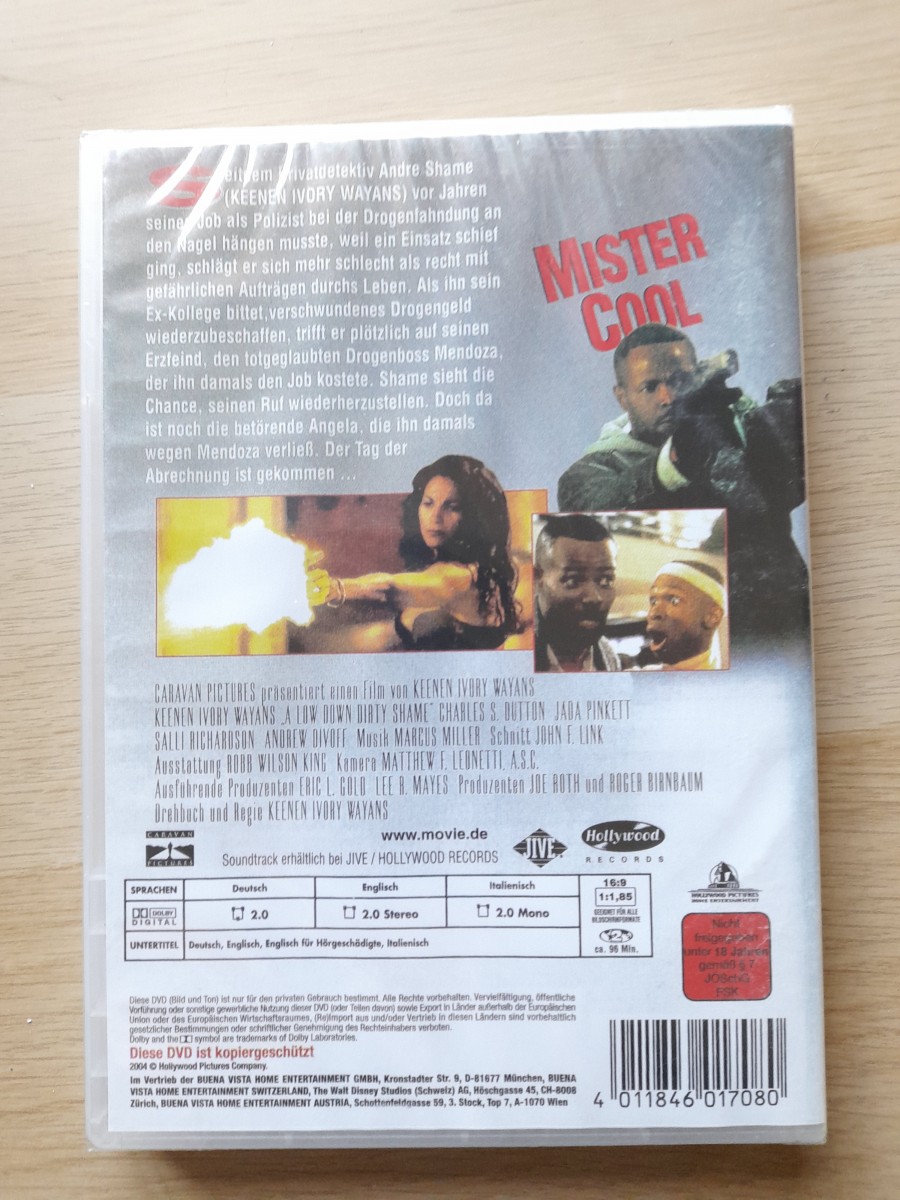 Seitdem Privatdetektiv Andre Shame
(KEENEN IVORY WAYANS) vor Jahren
seinen Job als Polizist bei der Drogenfahndung an
den Nagel hängen musste, weil ein Einsatz schief
ging, schlägt er sich mehr schlecht als recht mit
gefährlichen Aufträgen durchs Leben. Als ihn sein
Ex-Kollege bittet, verschwundenes Drogengeld
wiederzubeschaffen, trifft er plötzlich auf seinen
Erzfeind, den totgeglaubten Drogenboss Mendoza,
der ihn damals den Job kostete. Shame sieht die
Chance, seinen Ruf wiederherzustellen. Doch da
ist noch die betörende Angela, die ihn damals
wegen Mendoza verließ. Der Tag der
Abrechnung ist gekommen ...
MISTER
COOL
CARAVAN PICTURES präsentiert einen Film von KEENEN IVORY WAYANS
KEENEN IVORY WAYANS „A LOW DOWN DIRTY SHAME" CHARLES S. DUTTON JADA PINKETT
SALLI RICHARDSON ANDREW DIVOFF Musik MARCUS MILLER Schnitt JOHN F. LINK
Ausstattung ROBB WILSON KING Kamera MATTHEW F. LEONETTI, A.S.C.
Ausführende Produzenten ERIC L. GOLD LEE R. MAYES Produzenten JOE ROTH und ROGER BIRNBAUM
Drehbuch und Regie KEENEN IVORY WAYANS
CARAVAN
PICTURES
www.movie.de
Soundtrack erhältlich bei JIVE / HOLLYWOOD RECORDS
JIVE
Hollywood
RECORDS
HOLLYWOOD PICTURES
HOME ENTERTAINMENT
SPRACHEN Deutsch Englisch Italienisch
DOLBY
DIGITAL 2.0 2.0 Stereo 2.0 Mono
UNTERTITEL Deutsch, Englisch, Englisch für Hörgeschädigte, Italienisch
16:9
1:1,85
GEEIGNET FÜR ALLE
BILDSCHIRMFORMATE
2
ca. 96 Min.
Nicht
freigegeben
unter 18 Jahren
gemäß § 7
JÖSchG
FSK
Diese DVD (Bild und Ton) ist nur für den privaten Gebrauch bestimmt. Alle Rechte vorbehalten. Vervielfältigung, öffentliche
Vorführung oder sonstige gewerbliche Nutzung dieser DVD (oder Teilen davon) sowie Export in Länder außerhalb der Europäischen
Union oder des Europäischen Wirtschaftsraumes, (Re)Import aus und/oder Vertrieb in diesen Ländern sind vorbehaltlich
gesetzlicher Bestimmungen oder schriftlicher Genehmigung des Rechteinhabers verboten.
Dolby and the symbol are trademarks of Dolby Laboratories.
Diese DVD ist kopiergeschützt
2004 © Hollywood Pictures Company.
Im Vertrieb der BUENA VISTA HOME ENTERTAINMENT GMBH, Kronstadter Str. 9, D-81677 München, BUENA
VISTA HOME ENTERTAINMENT SWITZERLAND, The Walt Disney Studios (Schweiz) AG, Höschgasse 45, CH-8008
Zürich, BUENA VISTA HOME ENTERTAINMENT AUSTRIA, Schottenfeldgasse 59, 3. Stock, Top 7, A-1070 Wien
4 011846 017080